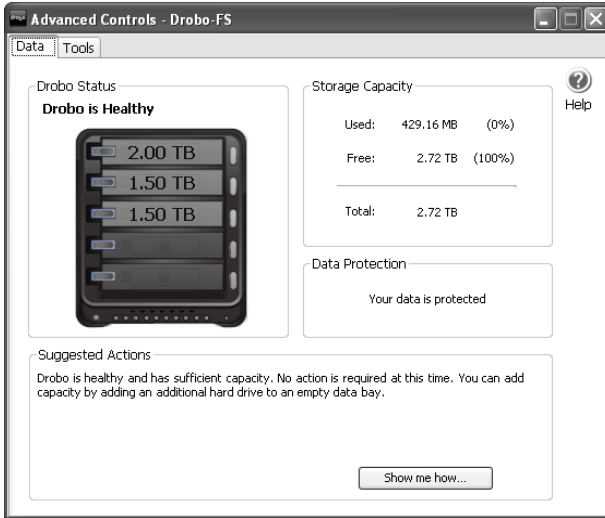 Advanced Controls - Drobo-FS
Data
Tools
Drobo Status
Drobo is Healthy
2.00 TB
1.50 TB
1.50 TB
Storage Capacity
Used: 429.16 MB (0%)
Free: 2.72 TB (100%)
Total: 2.72 TB
Help
Data Protection
Your data is protected
Suggested Actions
Drobo is healthy and has sufficient capacity. No action is required at this time. You can add
capacity by adding an additional hard drive to an empty data bay.
Show me how...